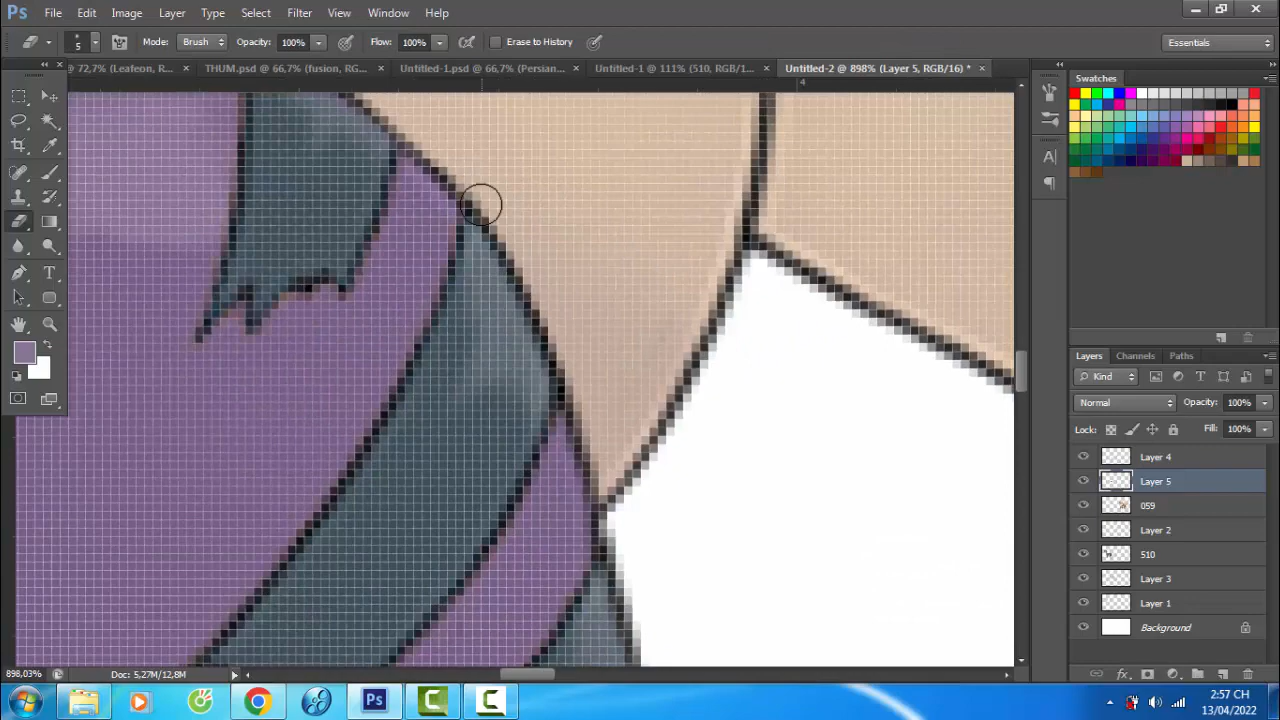 Ps File Edit Image Layer Type Select Filter View Window Help
5 Mode: Brush Opacity: 100% Flow: 100% Erase to History Essentials
@ 72,7% (Leafeon, R... × THUM.psd @ 66,7% (fusion, RG... × Untitled-1.psd @ 66,7% (Persian... × Untitled-1 @ 111% (510, RGB/1... × Untitled-2 @ 898% (Layer 5, RGB/16) * ×
4
Swatches
Layers Channels Paths
Kind
Normal Opacity: 100%
Lock: Fill: 100%
Layer 4
Layer 5
059
Layer 2
510
Layer 3
Layer 1
Background
898,03% Doc: 5,27M/12,8M
Ps
2:57 CH
13/04/2022